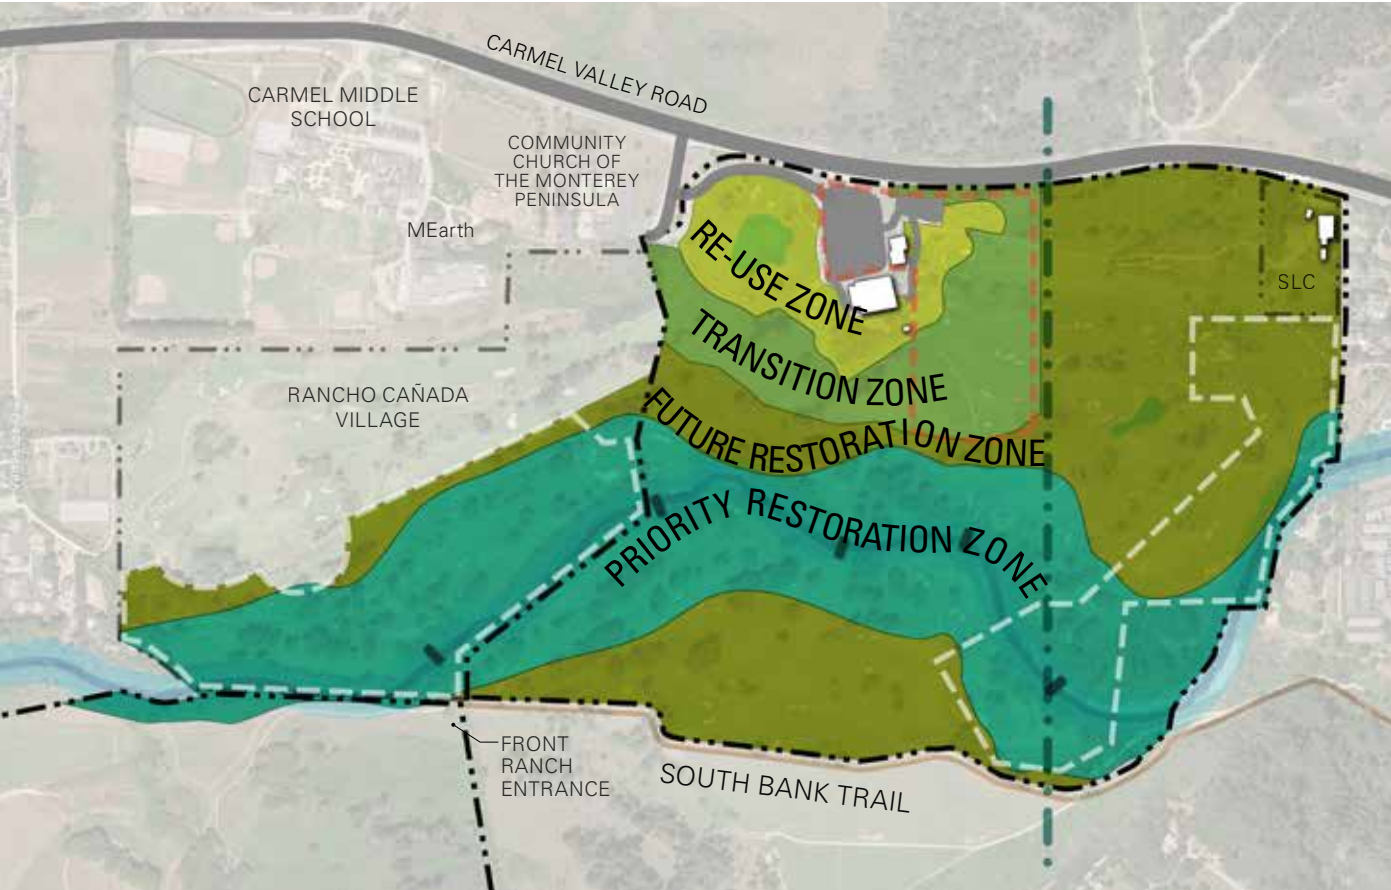 CARMEL VALLEY ROAD
CARMEL MIDDLE
SCHOOL
COMMUNITY
CHURCH OF
THE MONTEREY
PENINSULA
MEarth
RE-USE ZONE
SLC
TRANSITION ZONE
RANCHO CAÑADA
VILLAGE
FUTURE RESTORATION ZONE
PRIORITY RESTORATION ZONE
FRONT
RANCH
ENTRANCE
SOUTH BANK TRAIL